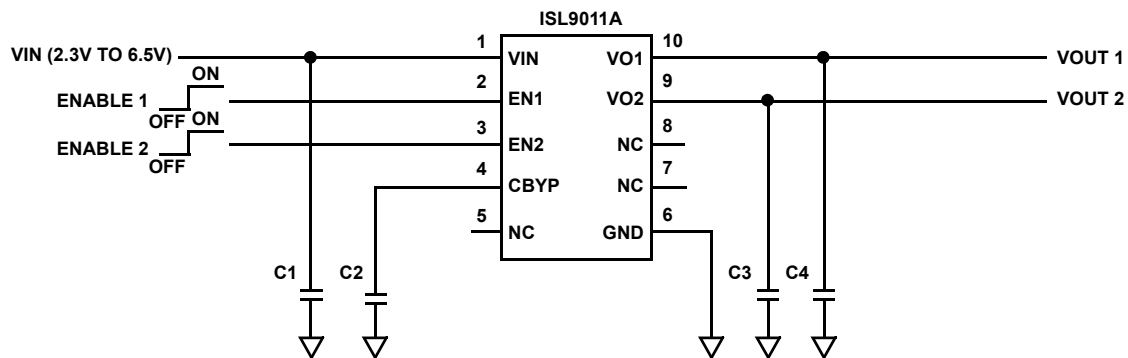 ISL9011A
VIN (2.3V TO 6.5V)
1
VIN
VO1
10
VOUT 1
ON
ENABLE 1
OFF
2
EN1
VO2
9
VOUT 2
ON
ENABLE 2
OFF
3
EN2
NC
8
4
CBYP
NC
7
5
NC
GND
6
C1
C2
C3
C4